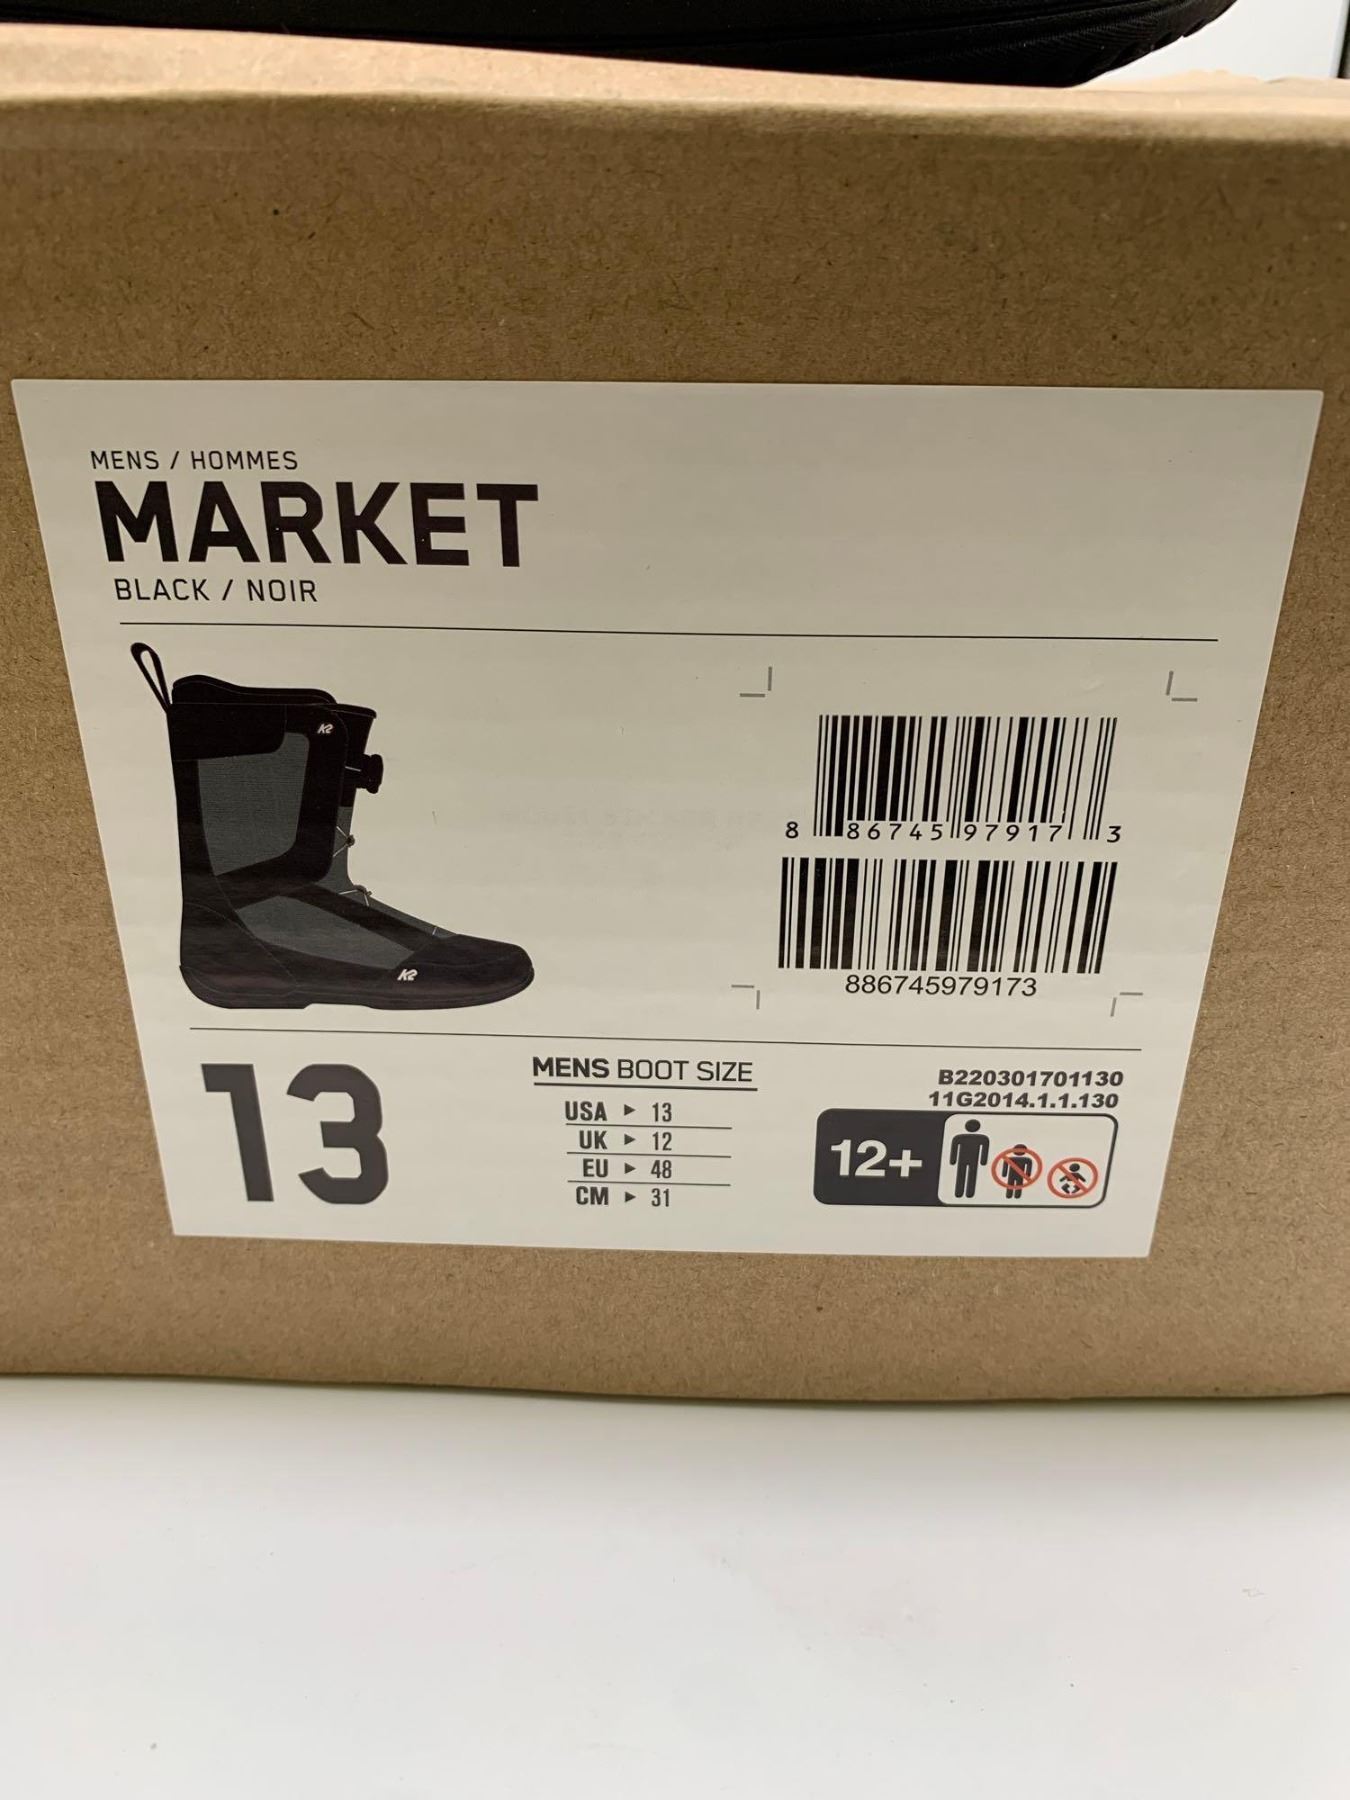 MENS / HOMMES
MARKET
BLACK / NOIR
K2
K2
8 86745 97917 3
886745979173
13
MENS BOOT SIZE
USA ▶ 13
UK ▶ 12
EU ▶ 48
CM ▶ 31
B220301701130
11G2014.1.1.130
12+